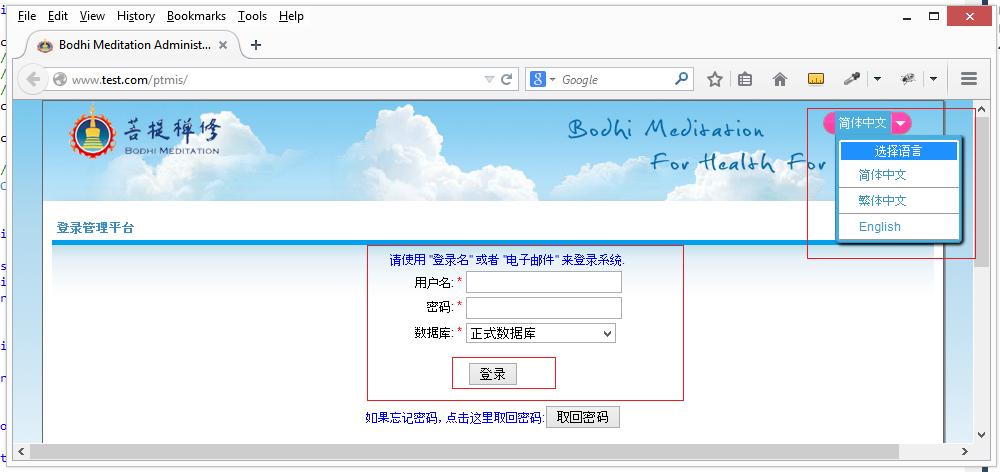 File Edit View History Bookmarks Tools Help
Bodhi Meditation Administ...
www.test.com/ptmis/
Google
菩提禅修
BODHI MEDITATION
Bodhi Meditation
For Health For
简体中文
选择语言
简体中文
繁体中文
English
登录管理平台
请使用 "登录名" 或者 "电子邮件" 来登录系统.
用户名: *
密码: *
数据库: * 正式数据库
登录
如果忘记密码, 点击这里取回密码: 取回密码